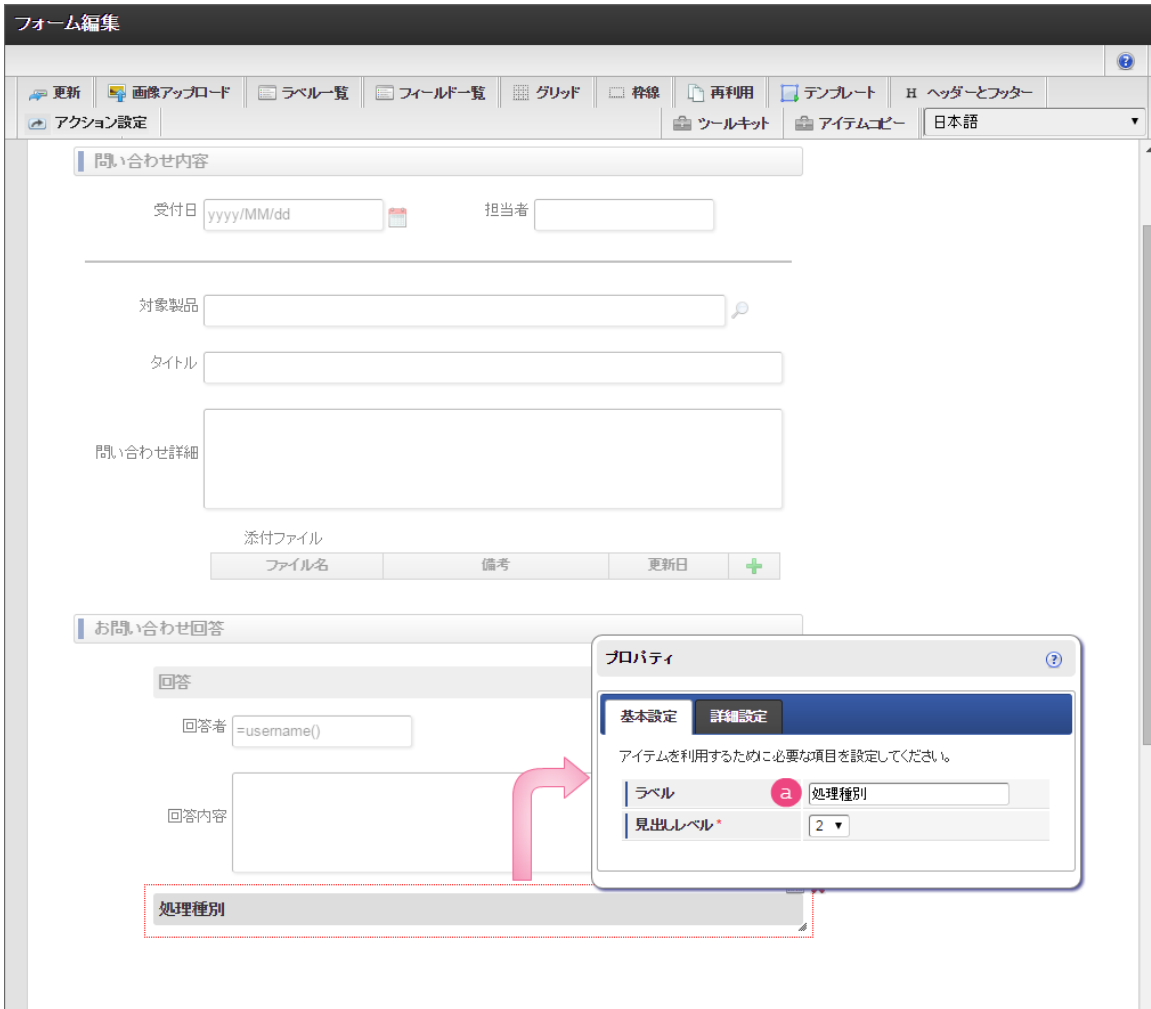 フォーム編集
更新 画像アップロード ラベル一覧 フィールド一覧 グリッド 枠線 再利用 テンプレート H ヘッダーとフッター
アクション設定 ツールキット アイテムコピー 日本語
問い合わせ内容
受付日 yyyy/MM/dd 担当者
対象製品
タイトル
問い合わせ詳細
添付ファイル
ファイル名 備考 更新日
お問い合わせ回答
回答
回答者 =username()
回答内容
処理種別
プロパティ
基本設定 詳細設定
アイテムを利用するために必要な項目を設定してください。
ラベル a 処理種別
見出しレベル* 2